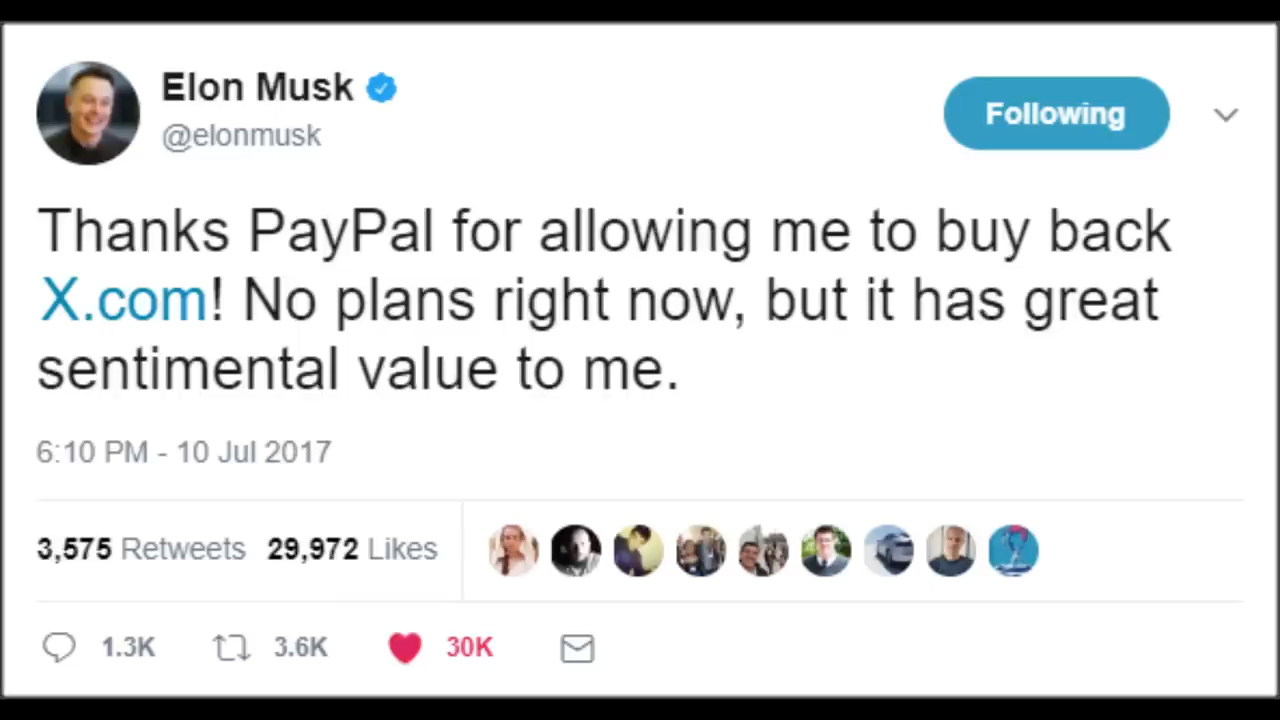 Elon Musk
@elonmusk
Following
Thanks PayPal for allowing me to buy back
X.com! No plans right now, but it has great
sentimental value to me.
6:10 PM - 10 Jul 2017
3,575 Retweets 29,972 Likes
1.3K 3.6K 30K